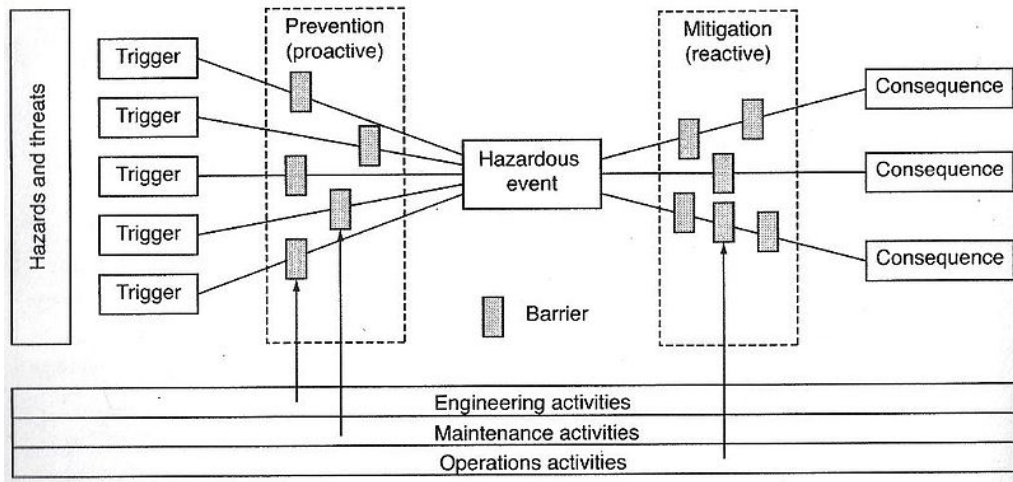 Hazards and threats
Trigger
Trigger
Trigger
Trigger
Trigger
Prevention
(proactive)
Hazardous
event
Mitigation
(reactive)
Consequence
Consequence
Consequence
Barrier
Engineering activities
Maintenance activities
Operations activities